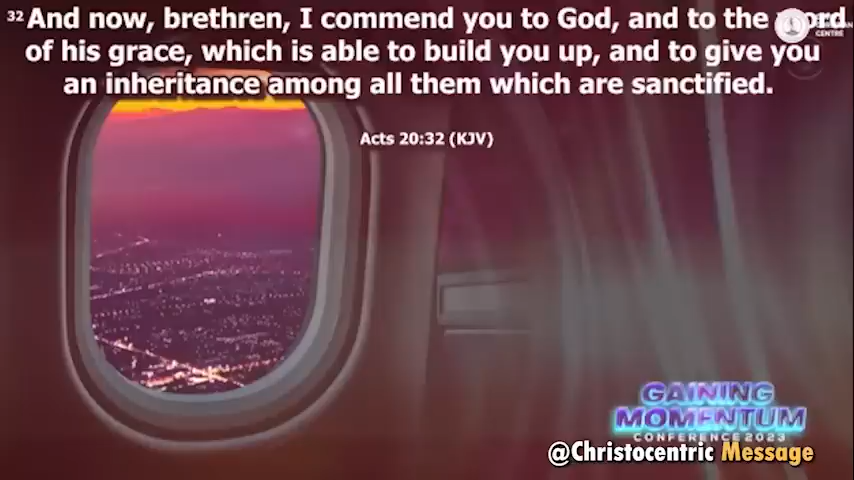 32 And now, brethren, I commend you to God, and to the word
of his grace, which is able to build you up, and to give you
an inheritance among all them which are sanctified.
Acts 20:32 (KJV)
CENTRE
GAINING
MOMENTUM
CONFERENCE 2023
@Christocentric Message